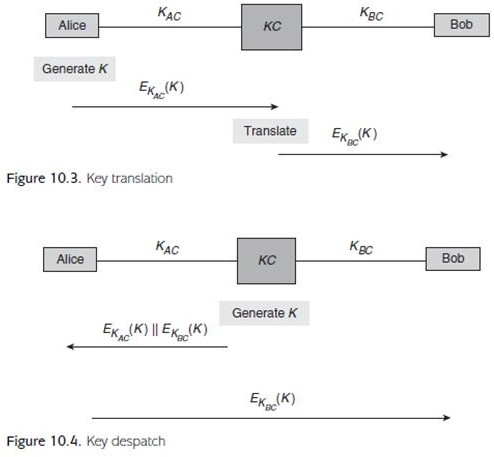 K_AC K_BC
Alice KC Bob
Generate K
E_K_AC(K)
Translate E_K_BC(K)
Figure 10.3. Key translation
K_AC K_BC
Alice KC Bob
Generate K
E_K_AC(K) || E_K_BC(K)
E_K_BC(K)
Figure 10.4. Key despatch